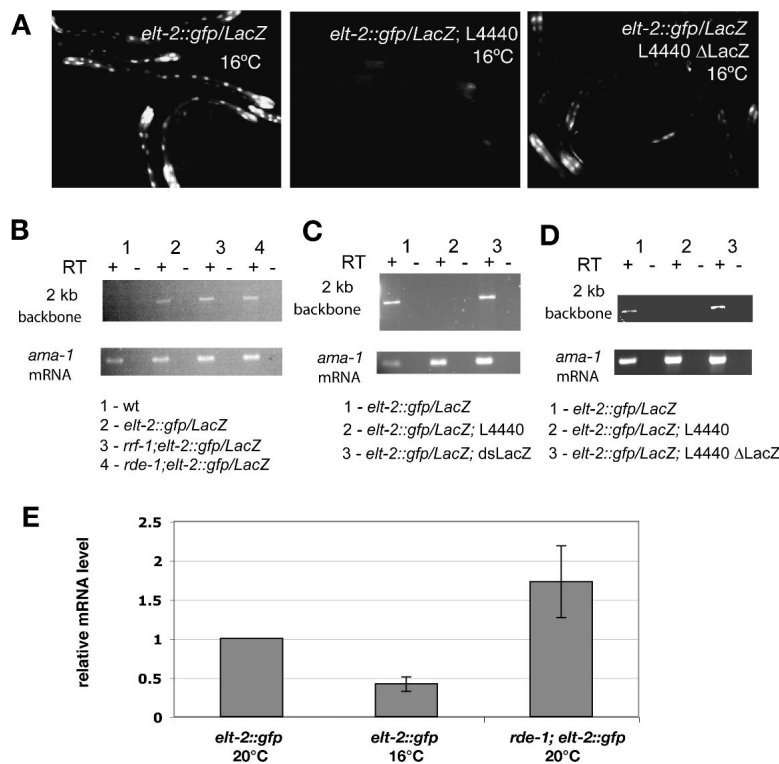 A
elt-2::gfp/LacZ
16ºC
elt-2::gfp/LacZ; L4440
16ºC
elt-2::gfp/LacZ
L4440 ΔLacZ
16ºC
B
1 2 3 4
RT + - + - + - + -
2 kb
backbone
ama-1
mRNA
1 - wt
2 - elt-2::gfp/LacZ
3 - rrf-1;elt-2::gfp/LacZ
4 - rde-1;elt-2::gfp/LacZ
C
1 2 3
RT + - + - + -
2 kb
backbone
ama-1
mRNA
1 - elt-2::gfp/LacZ
2 - elt-2::gfp/LacZ; L4440
3 - elt-2::gfp/LacZ; dsLacZ
D
1 2 3
RT + - + - + -
2 kb
backbone
ama-1
mRNA
1 - elt-2::gfp/LacZ
2 - elt-2::gfp/LacZ; L4440
3 - elt-2::gfp/LacZ; L4440 ΔLacZ
E
relative mRNA level
2.5
2
1.5
1
0.5
0
elt-2::gfp
20°C
elt-2::gfp
16°C
rde-1; elt-2::gfp
20°C